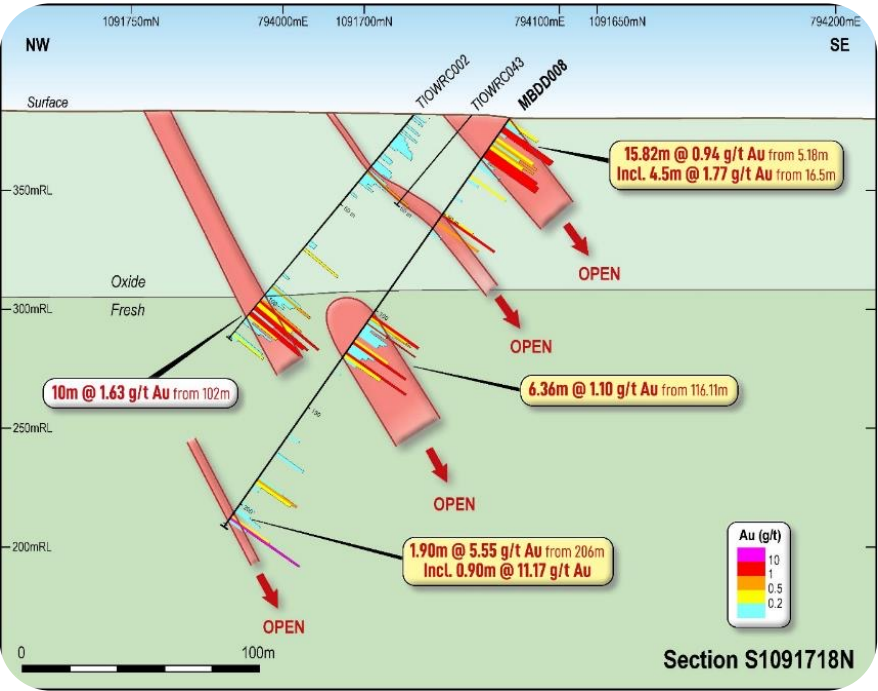 1091750mN 794000mE 1091700mN 794100mE 1091650mN 794200mE
NW
SE
TIOWRC002
TIOWRC043
MBDD008
Surface
15.82m @ 0.94 g/t Au from 5.18m
Incl. 4.5m @ 1.77 g/t Au from 16.5m
350mRL
50 m
OPEN
Oxide
Fresh
300mRL
100
OPEN
10m @ 1.63 g/t Au from 102m
6.36m @ 1.10 g/t Au from 116.11m
250mRL
150
OPEN
200
200mRL
1.90m @ 5.55 g/t Au from 206m
Incl. 0.90m @ 11.17 g/t Au
OPEN
Au (g/t)
10
1
0.5
0.2
0 100m
Section S1091718N